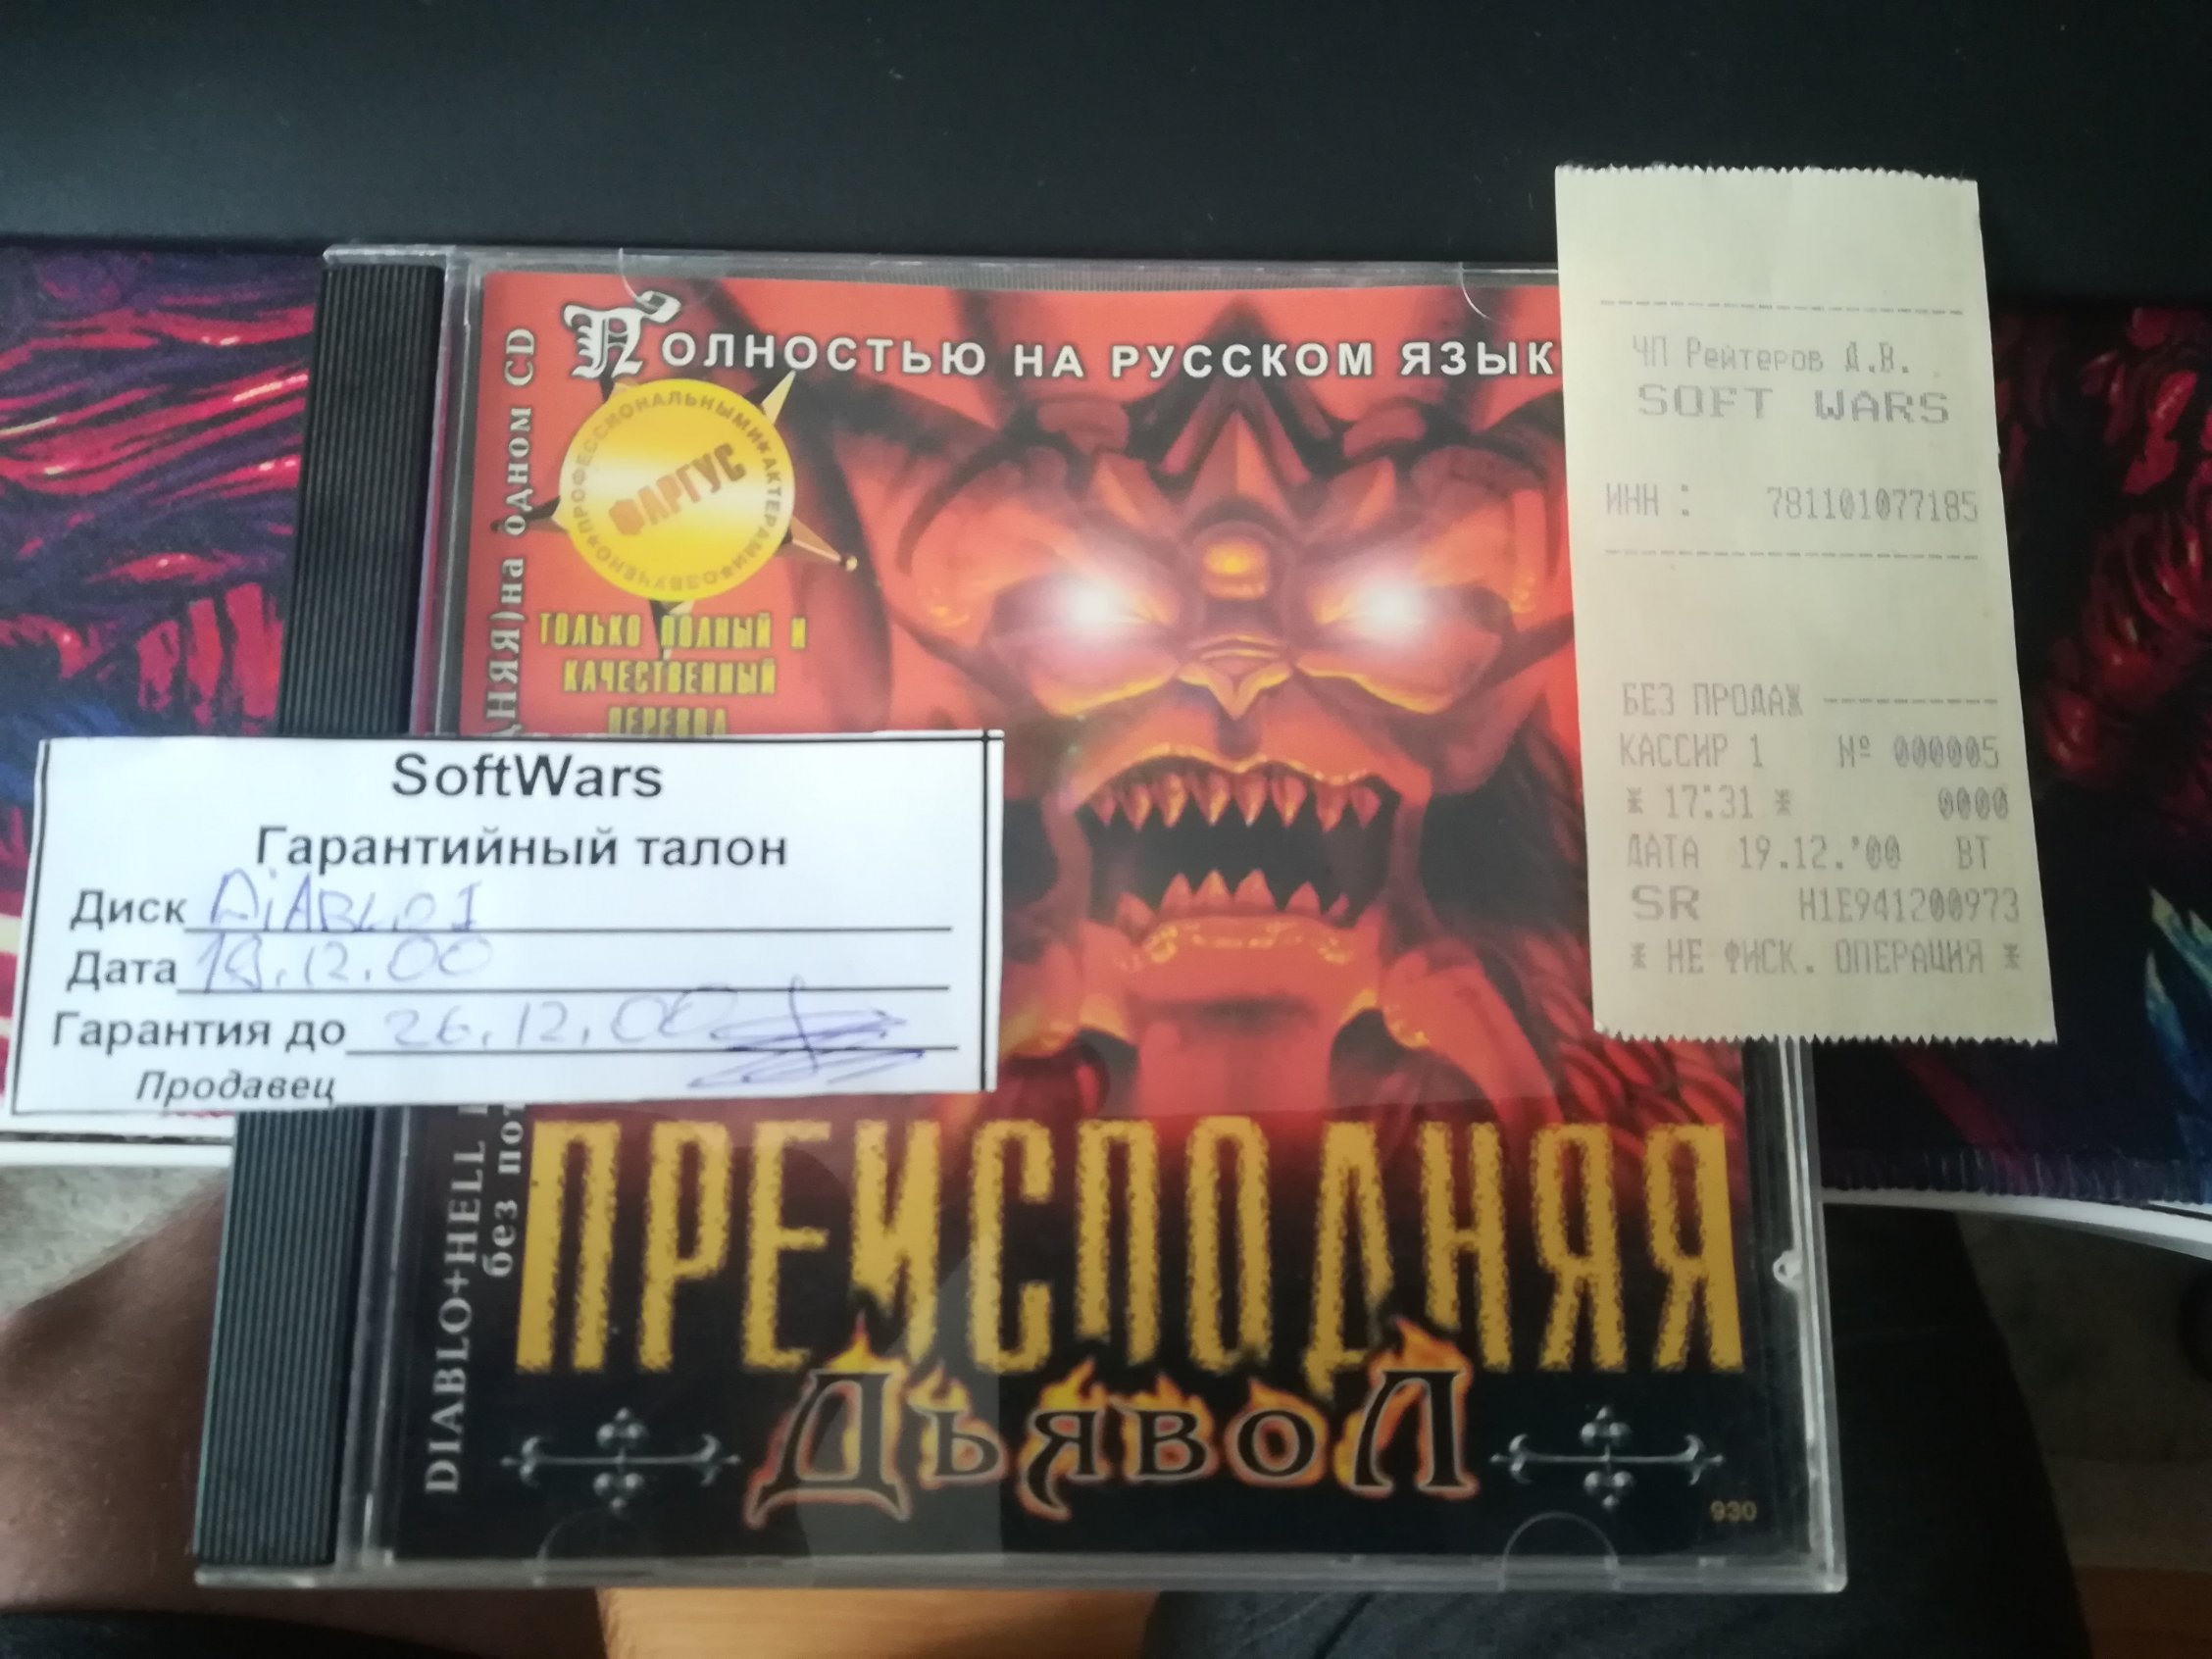 Полностью на русском язык
ПРОФЕССИОНАЛЬНЫМИ АКТЕРАМИ ОЗВУЧЕНО
ФАРГУС
ТОЛЬКО ПОЛНЫЙ И
КАЧЕСТВЕННЫЙ
ПЕРЕВОД
дняя) на одном CD
DIABLO+HELL
без пот
ПРЕИСПОДНЯЯ
ДЬЯВОЛ
930
SoftWars
Гарантийный талон
Диск DiABLO I
Дата 19.12.00
Гарантия до 26.12.00
Продавец
ЧП Рейтеров Д.В.
SOFT WARS
ИНН : 781101077185
БЕЗ ПРОДАЖ
КАССИР 1 № 000005
* 17:31 * 0000
ДАТА 19.12.'00 ВТ
SR H1E941200973
* НЕ ФИСК. ОПЕРАЦИЯ *